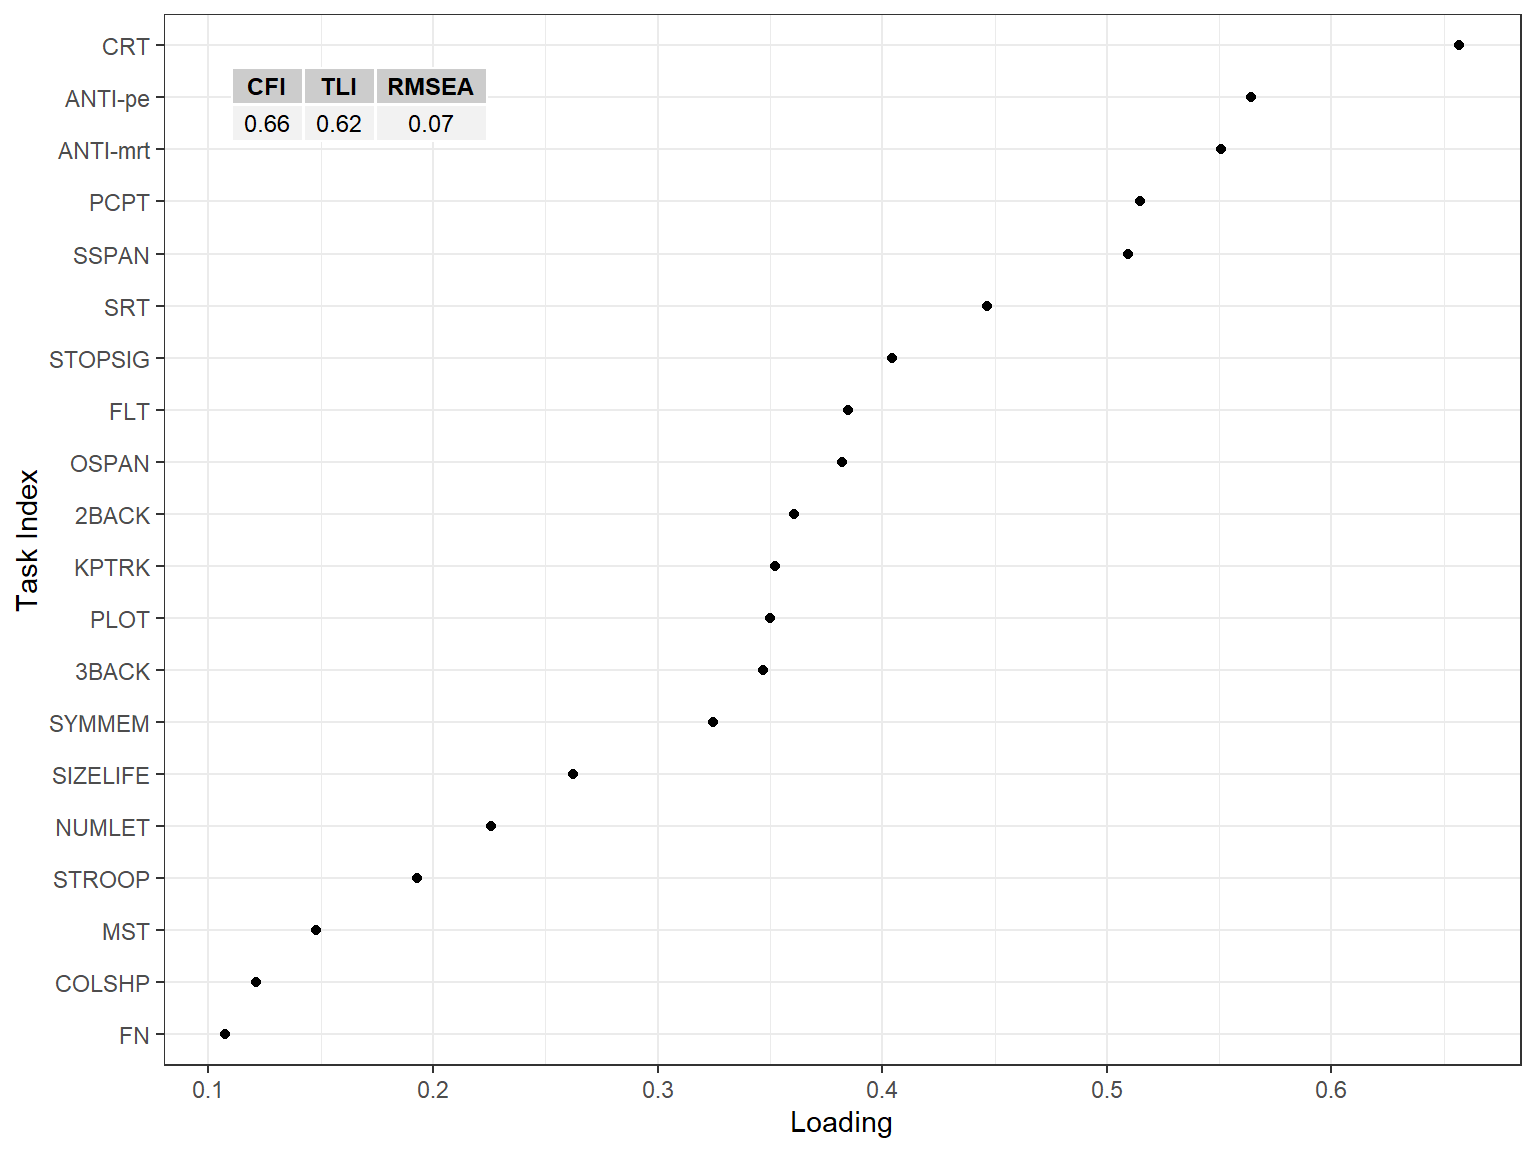 CRT
CFI TLI RMSEA
ANTI-pe
0.66 0.62 0.07
ANTI-mrt
PCPT
SSPAN
SRT
STOPSIG
FLT
OSPAN
2BACK
KPTRK
PLOT
3BACK
SYMMEM
SIZELIFE
NUMLET
STROOP
MST
COLSHP
FN
Task Index
0.1 0.2 0.3 0.4 0.5 0.6
Loading